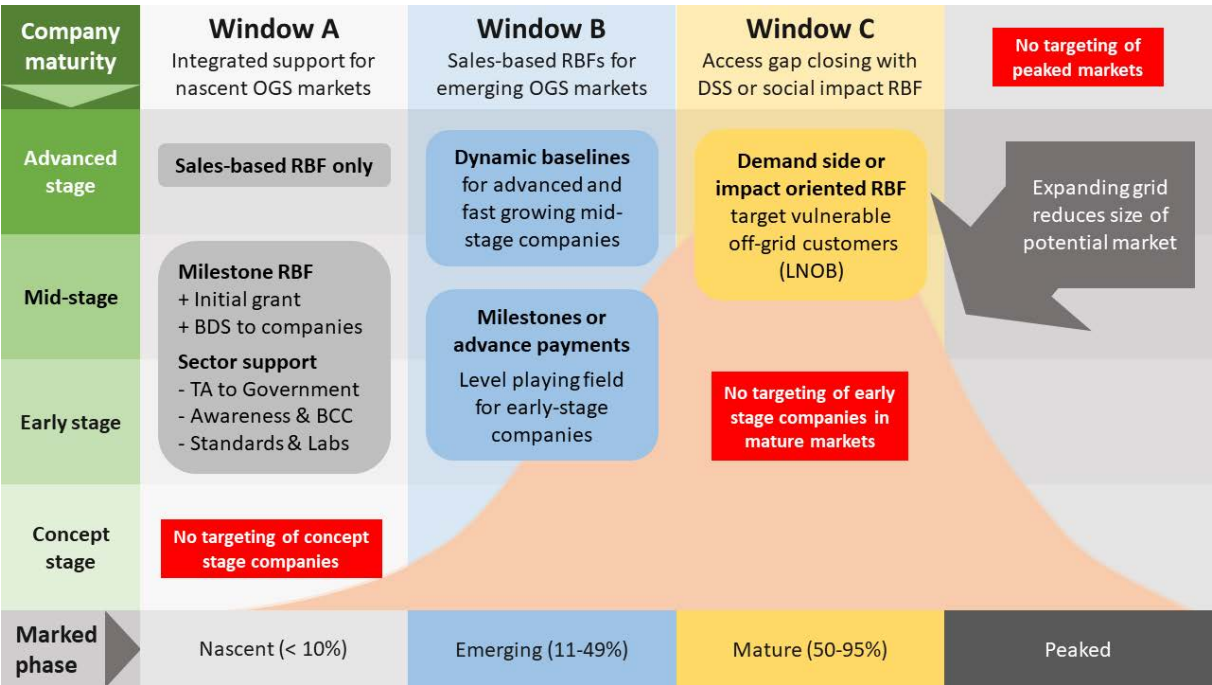 Company
maturity
Window A
Integrated support for
nascent OGS markets
Window B
Sales-based RBFs for
emerging OGS markets
Window C
Access gap closing with
DSS or social impact RBF
No targeting of
peaked markets
Advanced
stage
Sales-based RBF only
Dynamic baselines
for advanced and
fast growing mid-
stage companies
Demand side or
impact oriented RBF
target vulnerable
off-grid customers
(LNOB)
Expanding grid
reduces size of
potential market
Mid-stage
Milestone RBF
+ Initial grant
+ BDS to companies
Sector support
- TA to Government
- Awareness & BCC
- Standards & Labs
Milestones or
advance payments
Level playing field
for early-stage
companies
Early stage
No targeting of early
stage companies in
mature markets
Concept
stage
No targeting of concept
stage companies
Marked
phase
Nascent (< 10%)
Emerging (11-49%)
Mature (50-95%)
Peaked